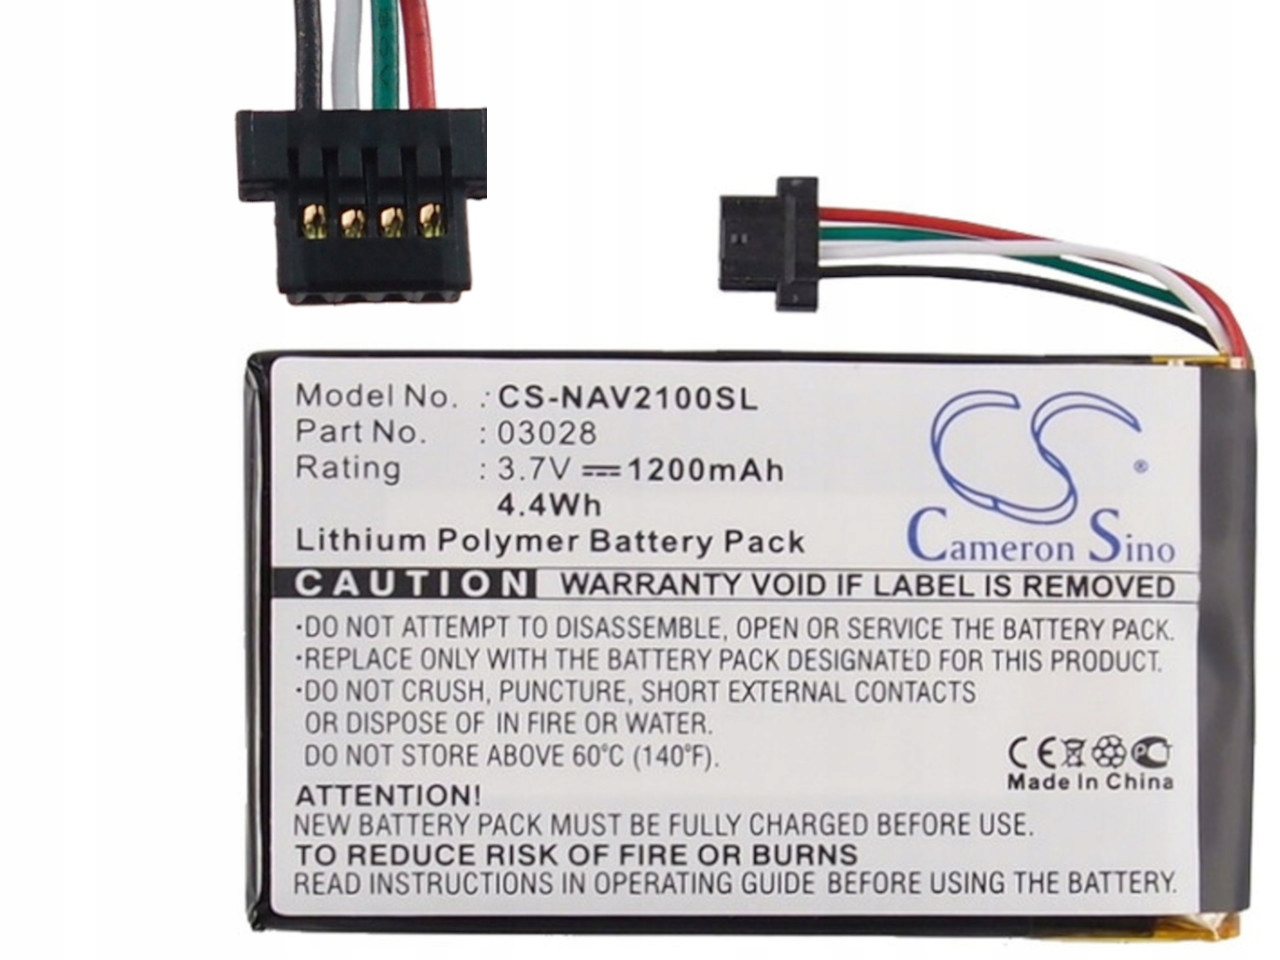 Model No. : CS-NAV2100SL
Part No. : 03028
Rating : 3.7V ⎓ 1200mAh
4.4Wh
Lithium Polymer Battery Pack
CS ®
Cameron Sino
CAUTION WARRANTY VOID IF LABEL IS REMOVED
·DO NOT ATTEMPT TO DISASSEMBLE, OPEN OR SERVICE THE BATTERY PACK.
·REPLACE ONLY WITH THE BATTERY PACK DESIGNATED FOR THIS PRODUCT.
·DO NOT CRUSH, PUNCTURE, SHORT EXTERNAL CONTACTS
OR DISPOSE OF IN FIRE OR WATER.
DO NOT STORE ABOVE 60°C (140°F).
CE PC
Made In China
ATTENTION!
NEW BATTERY PACK MUST BE FULLY CHARGED BEFORE USE.
TO REDUCE RISK OF FIRE OR BURNS
READ INSTRUCTIONS IN OPERATING GUIDE BEFORE USING THE BATTERY.